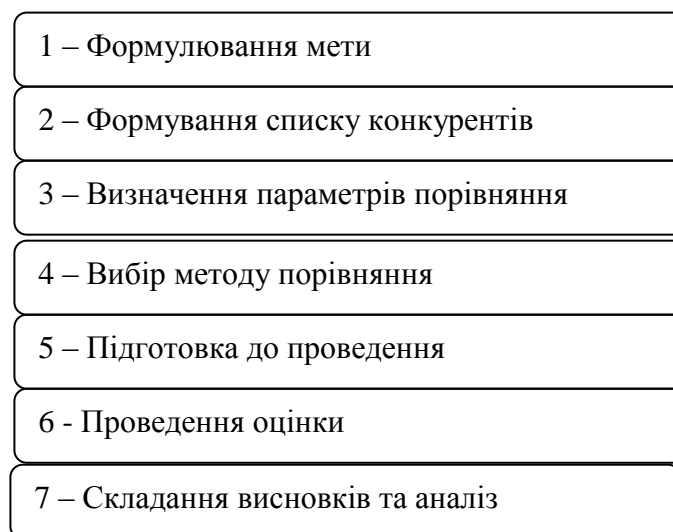 1 – Формулювання мети
2 – Формування списку конкурентів
3 – Визначення параметрів порівняння
4 – Вибір методу порівняння
5 – Підготовка до проведення
6 - Проведення оцінки
7 – Складання висновків та аналіз